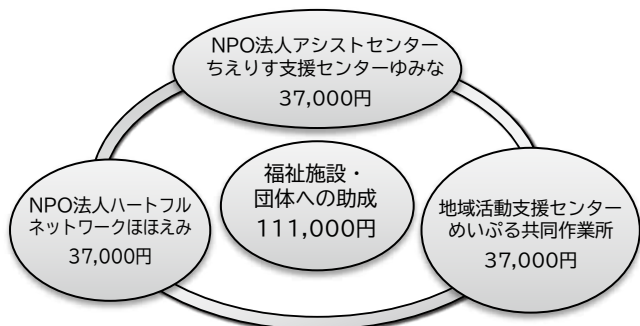 NPO法人アシストセンター
ちえりす支援センターゆみな
37,000円
福祉施設・
団体への助成
111,000円
NPO法人ハートフル
ネットワークほほえみ
37,000円
地域活動支援センター
めいぷる共同作業所
37,000円